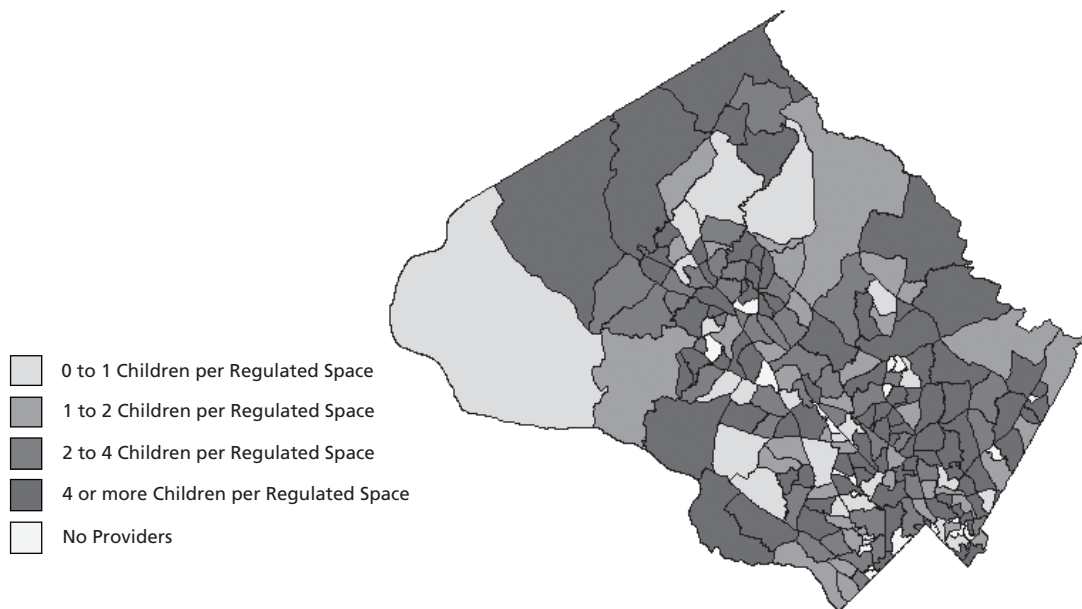 0 to 1 Children per Regulated Space
1 to 2 Children per Regulated Space
2 to 4 Children per Regulated Space
4 or more Children per Regulated Space
No Providers